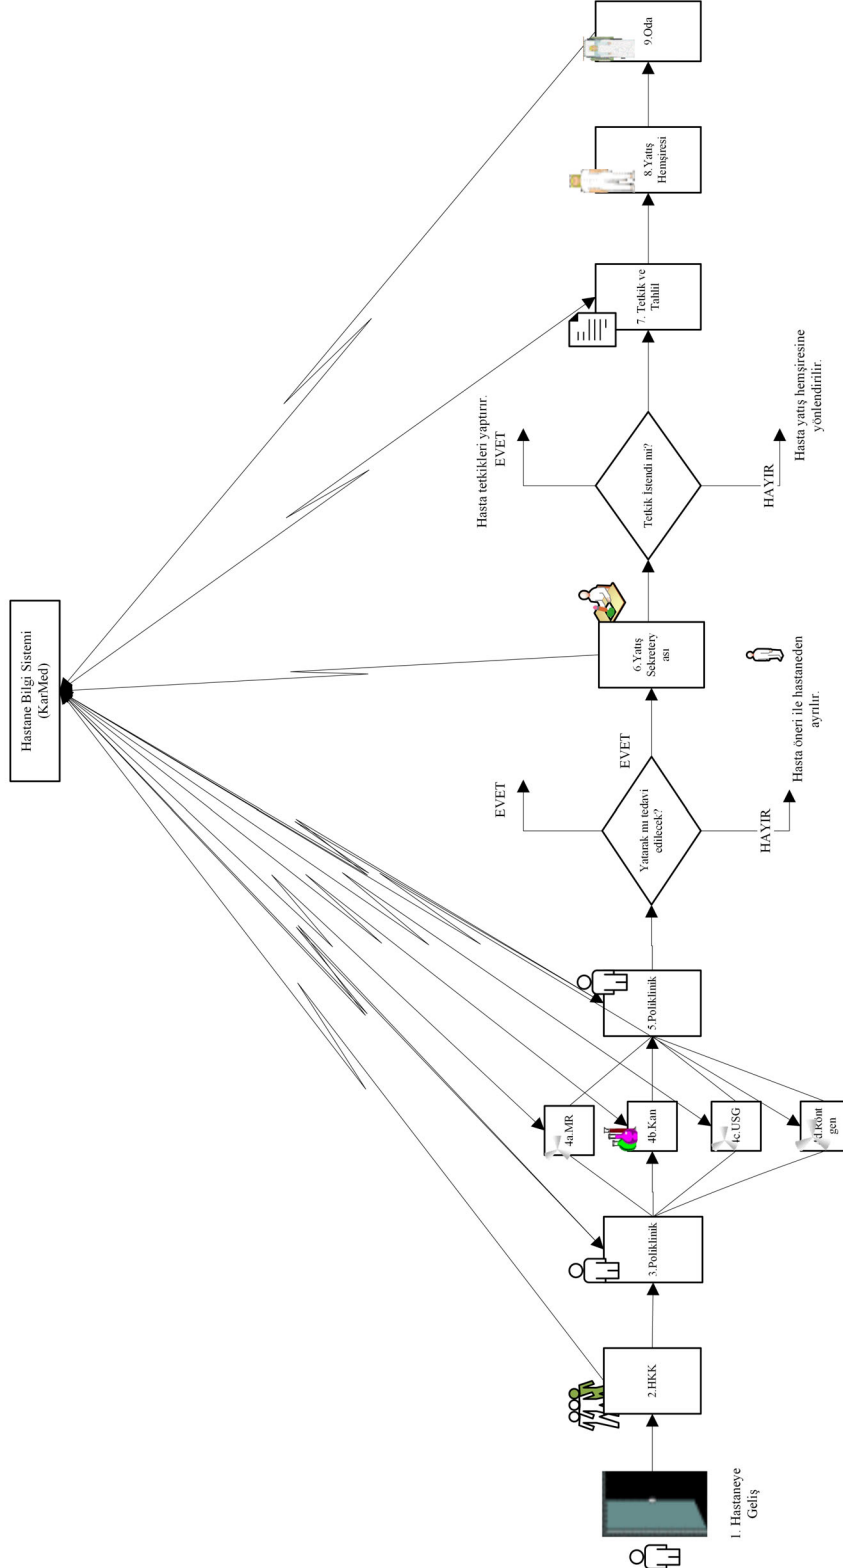 Hastane Bilgi Sistemi
(KarMed)
1. Hastaneye
Geliş
2.HKK
3.Poliklinik
4a.MR
4b.Kan
4c.USG
d.Rönt
gen
5.Poliklinik
Yatarak mı tedavi
edilecek?
EVET
EVET
HAYIR
Hasta öneri ile hastaneden
ayrılır.
6.Yatış
Sekretery
ası
Tetkik İstendi mi?
Hasta tetkikleri yaptırır.
EVET
HAYIR
Hasta yatış hemşiresine
yönlendirilir.
7. Tetkik ve
Tahlil
8.Yatış
Hemşiresi
9.Oda